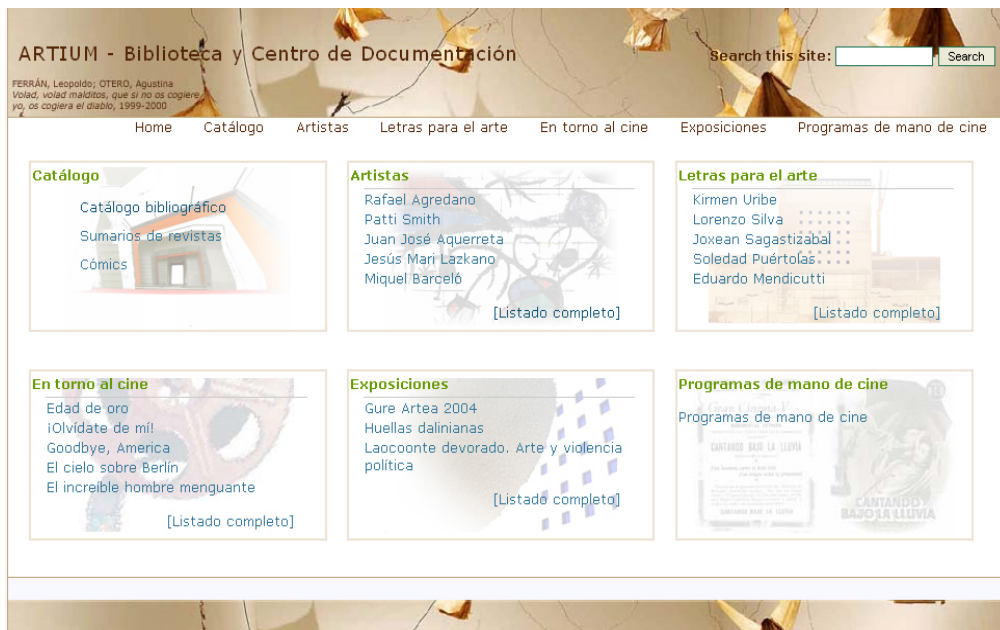 ARTIUM - Biblioteca y Centro de Documentación
Search this site:
Search
FERRÁN, Leopoldo; OTERO, Agustina
Volad, volad malditos, que si no os cogiere
yo, os cogiera el diablo, 1999-2000
Home Catálogo Artistas Letras para el arte En torno al cine Exposiciones Programas de mano de cine
Catálogo
Catálogo bibliográfico
Sumarios de revistas
Cómics
Artistas
Rafael Agredano
Patti Smith
Juan José Aquerreta
Jesús Mari Lazkano
Miquel Barceló
[Listado completo]
Letras para el arte
Kirmen Uribe
Lorenzo Silva
Joxean Sagastizabal
Soledad Puértolas
Eduardo Mendicutti
[Listado completo]
En torno al cine
Edad de oro
¡Olvídate de mí!
Goodbye, America
El cielo sobre Berlín
El increíble hombre menguante
[Listado completo]
Exposiciones
Gure Artea 2004
Huellas dalinianas
Laocoonte devorado. Arte y violencia
política
[Listado completo]
Programas de mano de cine
Programas de mano de cine
CANTANDO BAJO LA LLUVIA
CANTANDO
BAJO LA LLUVIA